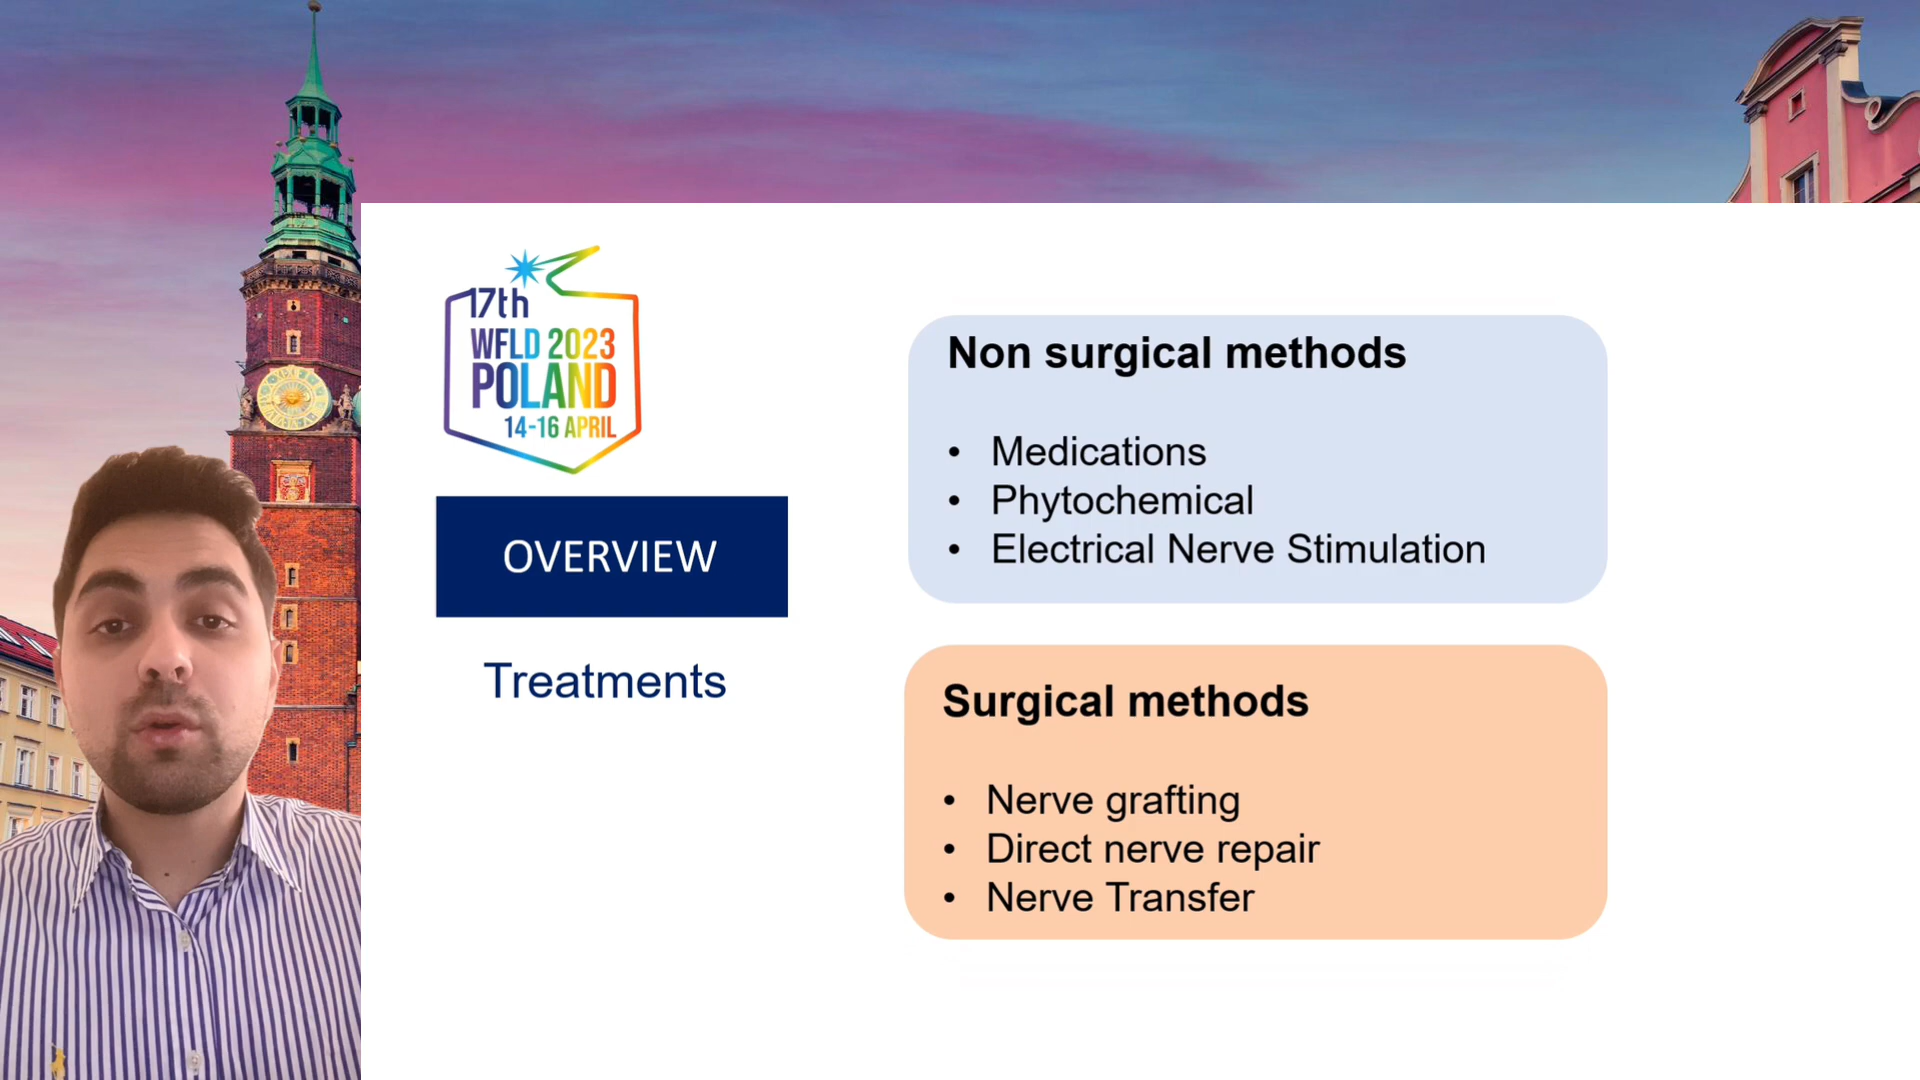 17th
WFLD 2023
POLAND
14-16 APRIL
OVERVIEW
Treatments
Non surgical methods
• Medications
• Phytochemical
• Electrical Nerve Stimulation
Surgical methods
• Nerve grafting
• Direct nerve repair
• Nerve Transfer